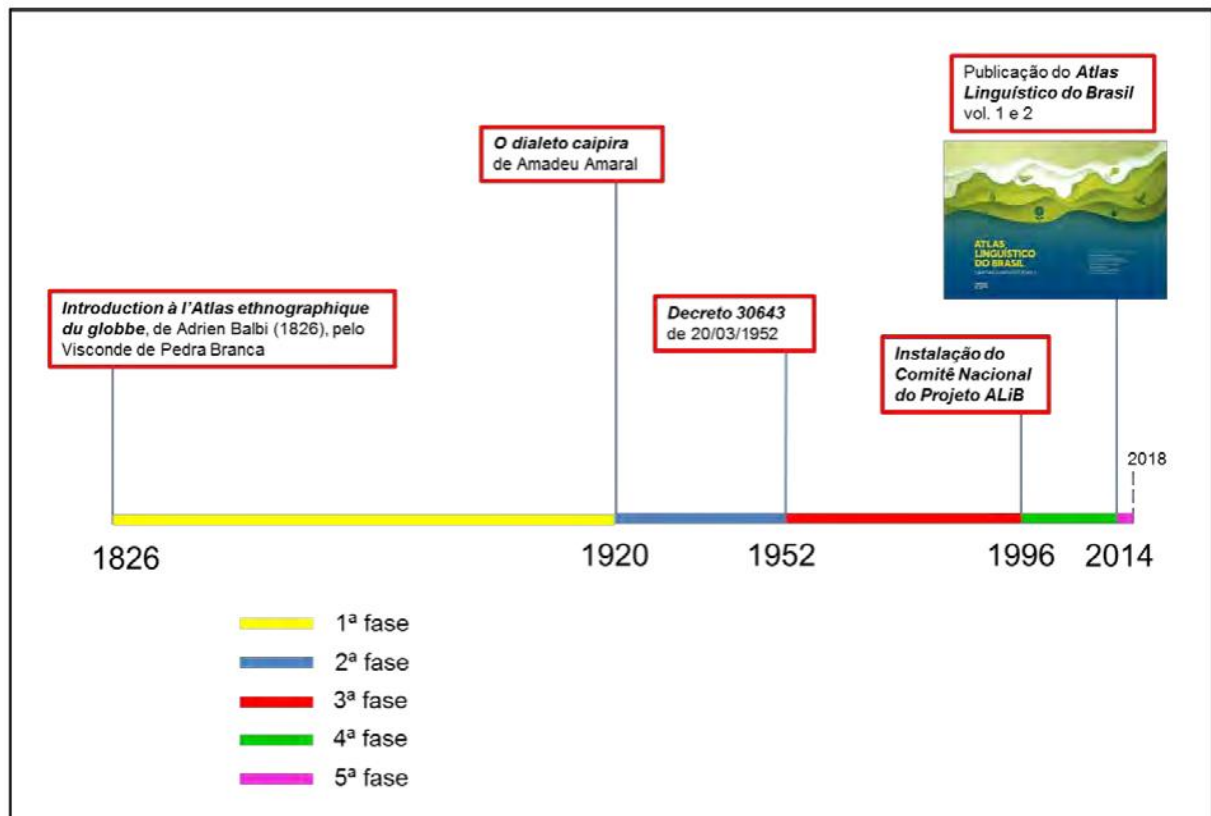 Publicação do Atlas
Linguístico do Brasil
vol. 1 e 2
O dialeto caipira
de Amadeu Amaral
ATLAS
LINGUÍSTICO
DO BRASIL
Introduction à l'Atlas ethnographique
du globbe, de Adrien Balbi (1826), pelo
Visconde de Pedra Branca
Decreto 30643
de 20/03/1952
Instalação do
Comitê Nacional
do Projeto ALiB
2018
1826
1920
1952
1996
2014
1ª fase
2ª fase
3ª fase
4ª fase
5ª fase